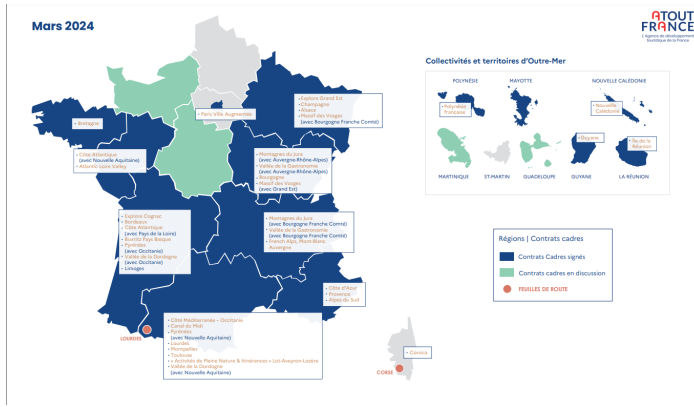 Mars 2024
ATOUT
FRANCE
L'Agence de développement
touristique de la France
Collectivités et territoires d'Outre-Mer
POLYNÉSIE
MAYOTTE
NOUVELLE CALÉDONIE
• Polynésie
française
• Nouvelle
Calédonie
• Guyane
• Île de la
Réunion
MARTINIQUE
ST-MARTIN
GUADELOUPE
GUYANE
LA RÉUNION
• Explore Grand Est
• Champagne
• Alsace
• Massif des Vosges
(avec Bourgogne Franche Comté)
• Paris Ville Augmentée
• Bretagne
• Côte Atlantique
(avec Nouvelle Aquitaine)
• Atlantic Loire Valley
• Montagnes du Jura
(avec Auvergne-Rhône-Alpes)
• Vallée de la Gastronomie
(avec Auvergne-Rhône-Alpes)
• Bourgogne
• Massif des Vosges
(avec Grand Est)
• Explore Cognac
• Bordeaux
• Côte Atlantique
(avec Pays de la Loire)
• Biarritz Pays Basque
• Pyrénées
(avec Occitanie)
• Vallée de la Dordogne
(avec Occitanie)
• Limoges
• Montagnes du Jura
(avec Bourgogne Franche Comté)
• Vallée de la Gastronomie
(avec Bourgogne Franche Comté)
• French Alps, Mont-Blanc
Auvergne
Régions | Contrats cadres
Contrats Cadres signés
Contrats cadres en discussion
FEUILLES DE ROUTE
• Côte d'Azur
• Provence
• Alpes du Sud
LOURDES
• Côté Méditerranée - Occitanie
• Canal du Midi
• Pyrénées
(avec Nouvelle Aquitaine)
• Lourdes
• Montpellier
• Toulouse
• « Activités de Pleine Nature & Itinérances » Lot-Aveyron-Lozère
• Vallée de la Dordogne
(avec Nouvelle Aquitaine)
• Corsica
CORSE